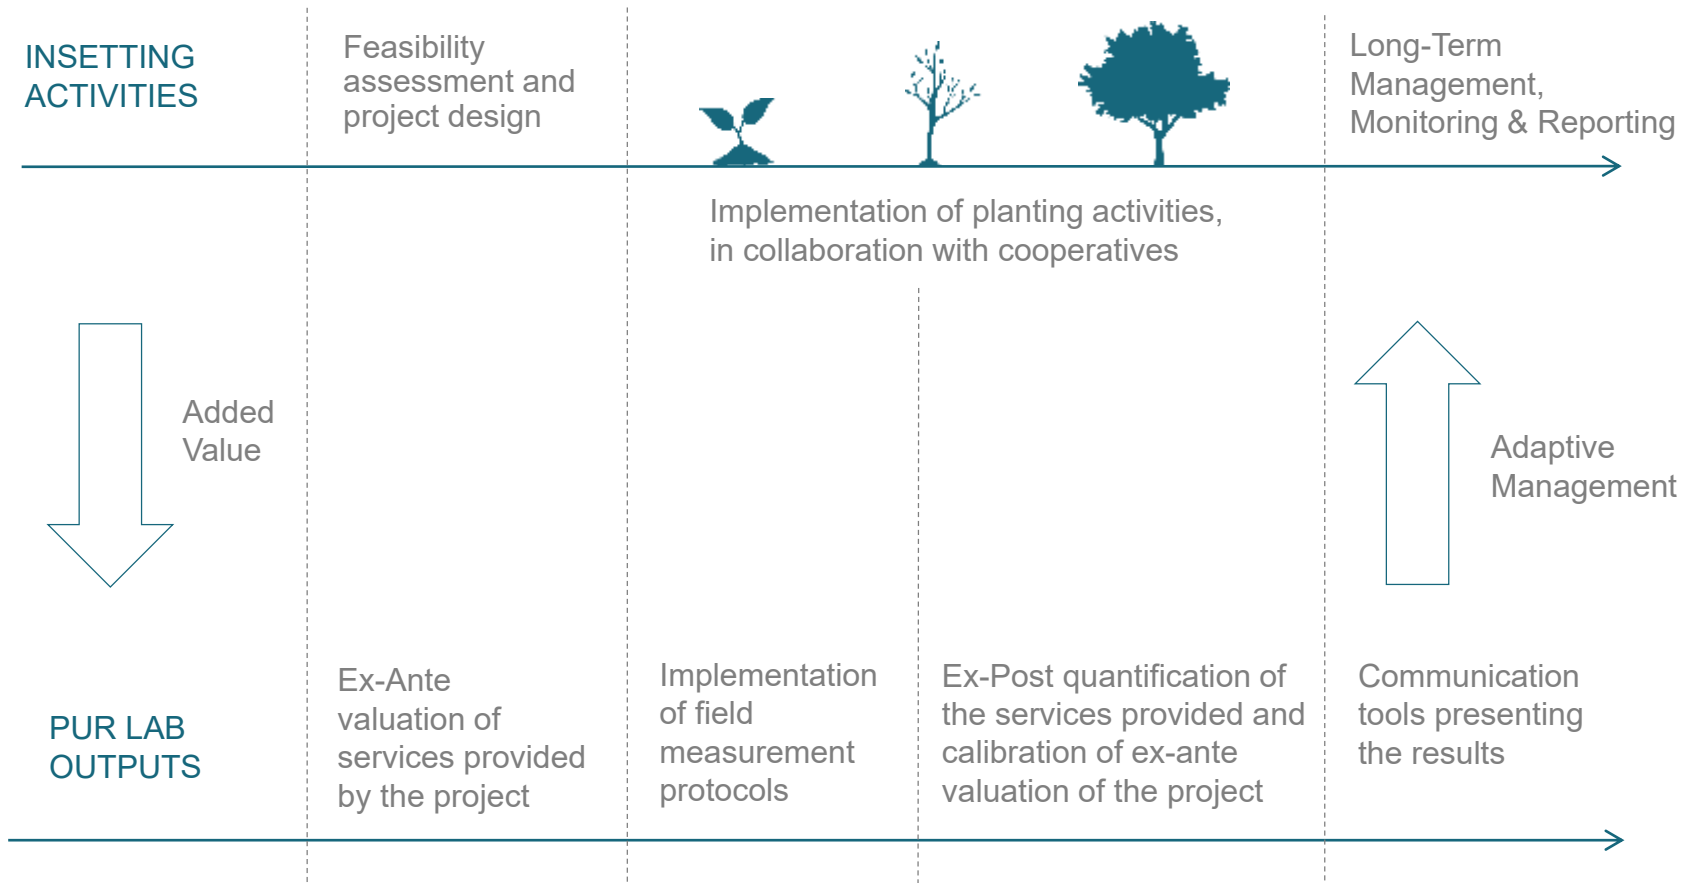 INSETTING
ACTIVITIES
Feasibility
assessment and
project design
Long-Term
Management,
Monitoring & Reporting
Implementation of planting activities,
in collaboration with cooperatives
Added
Value
Adaptive
Management
PUR LAB
OUTPUTS
Ex-Ante
valuation of
services provided
by the project
Implementation
of field
measurement
protocols
Ex-Post quantification of
the services provided and
calibration of ex-ante
valuation of the project
Communication
tools presenting
the results